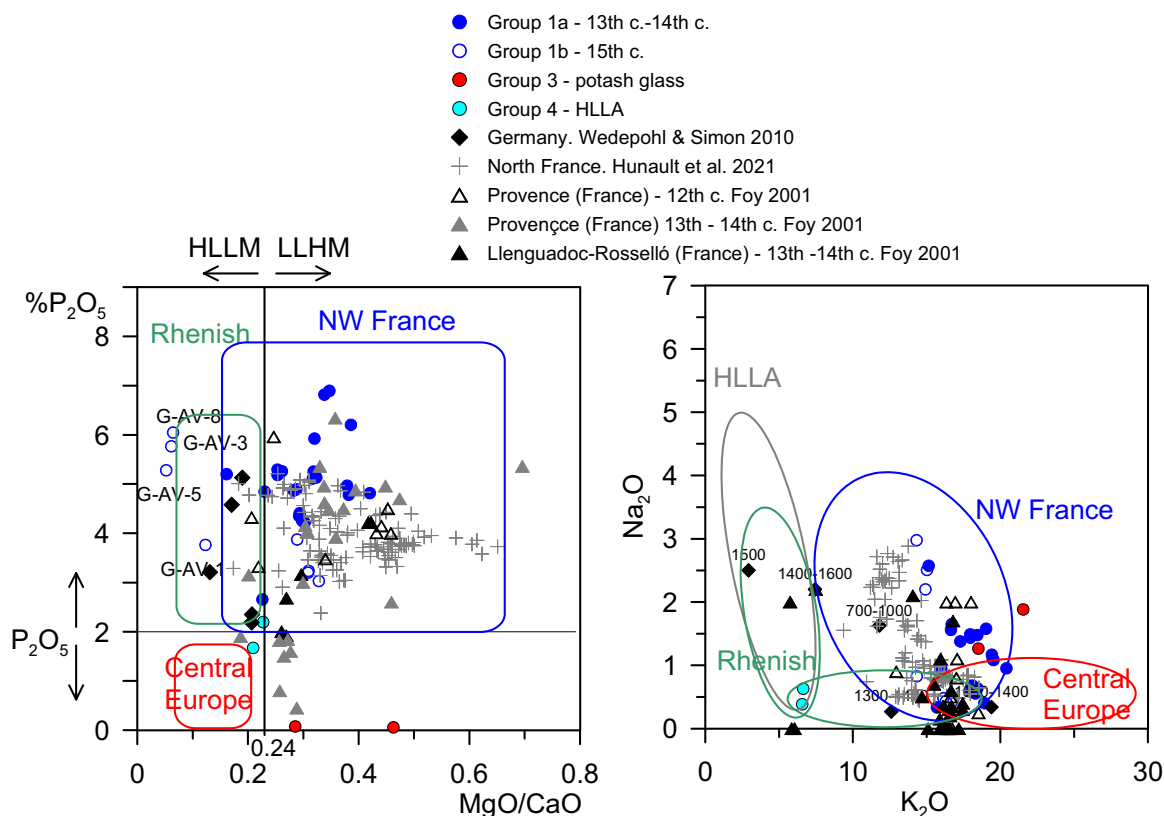 Group 1a - 13th c.-14th c.
Group 1b - 15th c.
Group 3 - potash glass
Group 4 - HLLA
Germany. Wedepohl & Simon 2010
North France. Hunault et al. 2021
Provence (France) - 12th c. Foy 2001
Provençce (France) 13th - 14th c. Foy 2001
Llenguadoc-Rosselló (France) - 13th -14th c. Foy 2001
HLLM LLHM
%P₂O₅
8
6
4
2
0
P₂O₅
Rhenish
NW France
G-AV-8
G-AV-3
G-AV-5
G-AV-1
Central
Europe
0 0.2 0.4 0.6 0.8
0.24
MgO/CaO
7
6
5
4
3
2
1
0
Na₂O
HLLA
NW France
1500
1400-1600
700-1000
Rhenish
1300
-1400
Central
Europe
0 10 20 30
K₂O